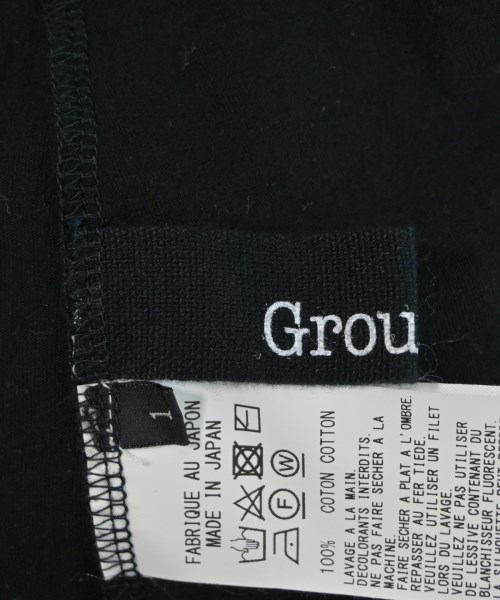 Grou
1
FABRIQUE AU JAPON
MADE IN JAPAN
100% COTON COTTON
LAVAGE A LA MAIN.
DECOLORANTS INTERDITS.
NE PAS FAIRE SECHER A LA
MACHINE.
FAIRE SECHER A PLAT A L'OMBRE.
REPASSER AU FER TIEDE.
VEUILLEZ UTILISER UN FILET
LORS DU LAVAGE.
VEUILLEZ NE PAS UTILISER
DE LESSIVE CONTENANT DU
BLANCHISSEUR FLUORESCENT.